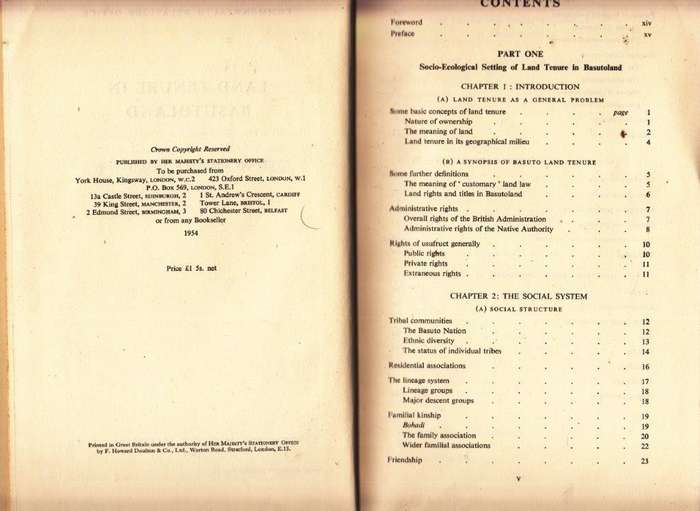 Crown Copyright Reserved
PUBLISHED BY HER MAJESTY'S STATIONERY OFFICE
To be purchased from
York House, Kingsway, LONDON, W.C.2 423 Oxford Street, LONDON, W.1
P.O. Box 569, LONDON, S.E.1
13a Castle Street, EDINBURGH, 2 1 St. Andrew's Crescent, CARDIFF
39 King Street, MANCHESTER, 2 Tower Lane, BRISTOL, 1
2 Edmund Street, BIRMINGHAM, 3 80 Chichester Street, BELFAST
or from any Bookseller
1954
Price £1 5s. net
Printed in Great Britain under the authority of HER MAJESTY'S STATIONERY OFFICE
by F. Howard Doulton & Co., Ltd., Warton Road, Stratford, London, E.15.
CONTENTS
Foreword xiv
Preface xv
PART ONE
Socio-Ecological Setting of Land Tenure in Basutoland
CHAPTER 1 : INTRODUCTION
(A) LAND TENURE AS A GENERAL PROBLEM
Some basic concepts of land tenure page 1
Nature of ownership 1
The meaning of land 2
Land tenure in its geographical milieu 4
(B) A SYNOPSIS OF BASUTO LAND TENURE
Some further definitions 5
The meaning of 'customary' land law 5
Land rights and titles in Basutoland 6
Administrative rights 7
Overall rights of the British Administration 7
Administrative rights of the Native Authority 8
Rights of usufruct generally 10
Public rights 10
Private rights 11
Extraneous rights 11
CHAPTER 2: THE SOCIAL SYSTEM
(A) SOCIAL STRUCTURE
Tribal communities 12
The Basuto Nation 12
Ethnic diversity 13
The status of individual tribes 14
Residential associations 16
The lineage system 17
Lineage groups 18
Major descent groups 18
Familial kinship 19
Bohadi 19
The family association 20
Wider familial associations 22
Friendship 23
v